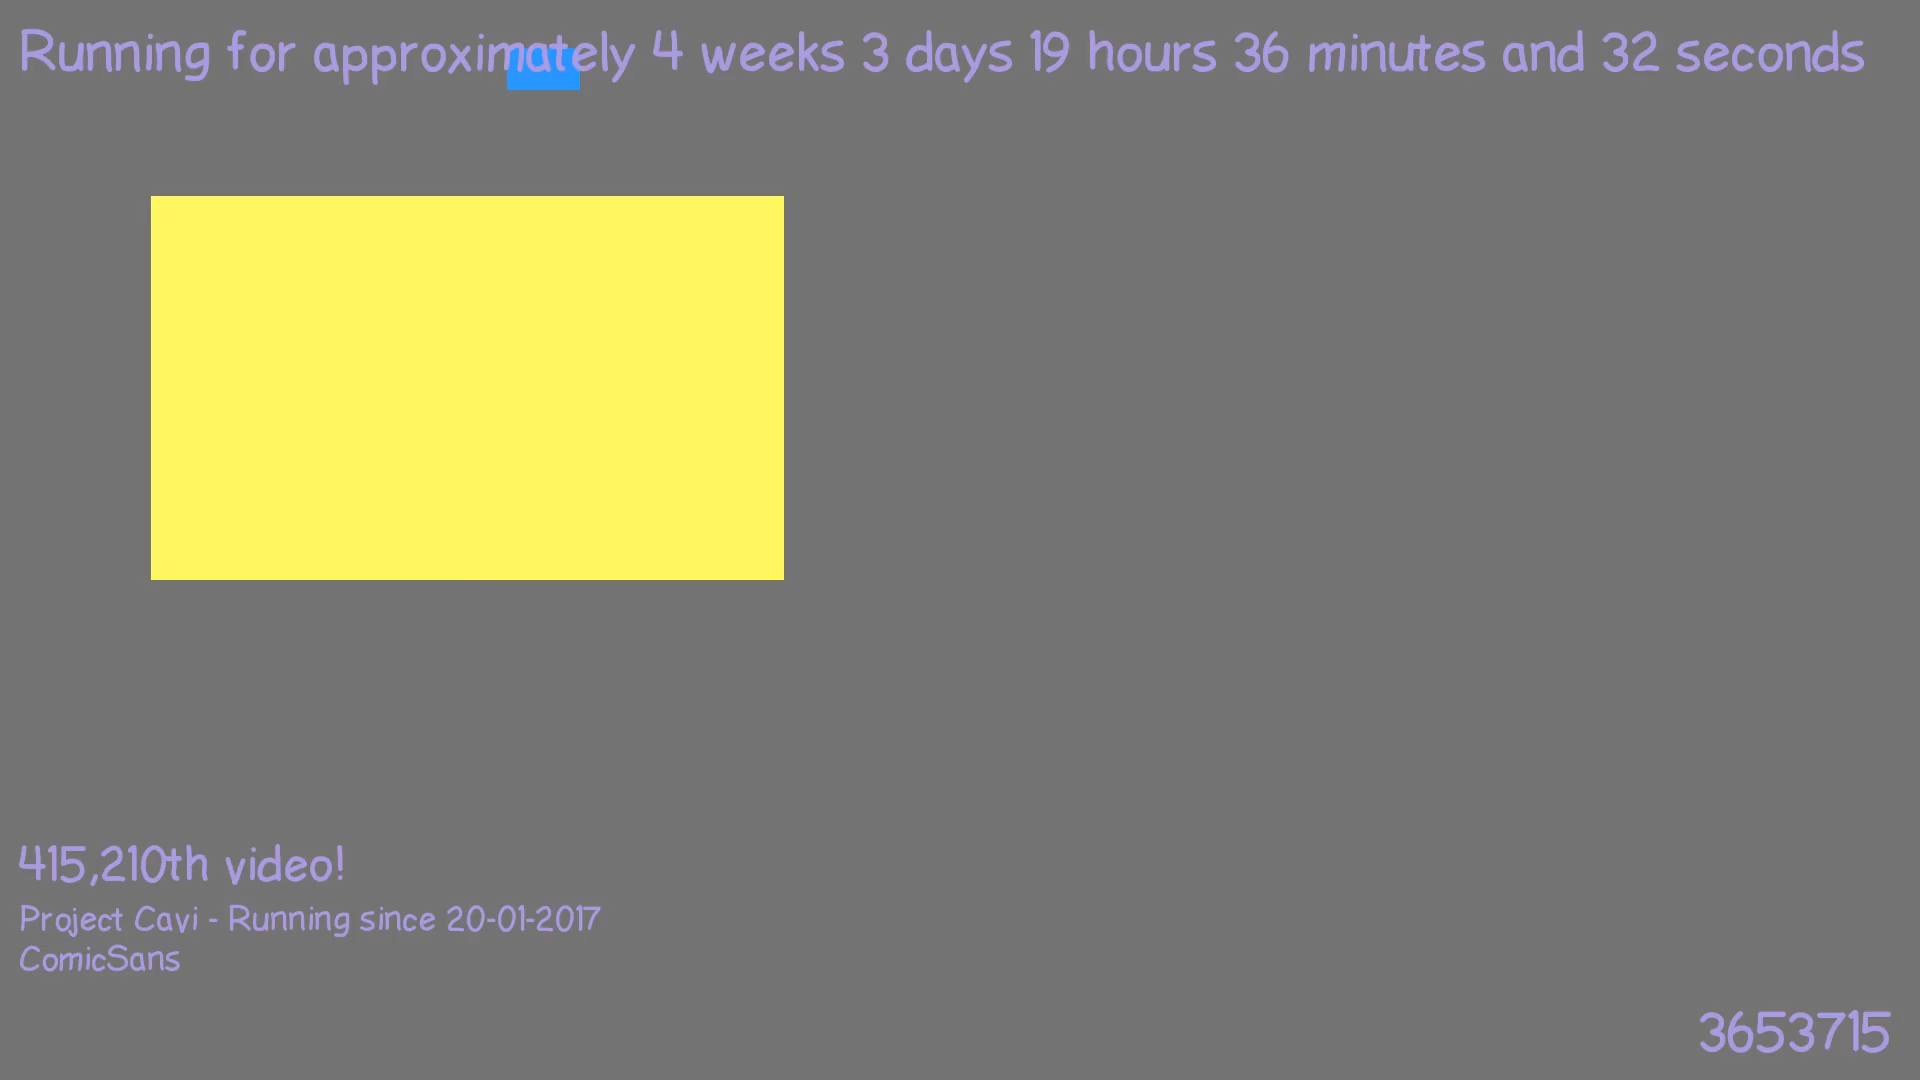 Running for approximately 4 weeks 3 days 19 hours 36 minutes and 32 seconds
415,210th video!
Project Cavi - Running since 20-01-2017
ComicSans
3653715